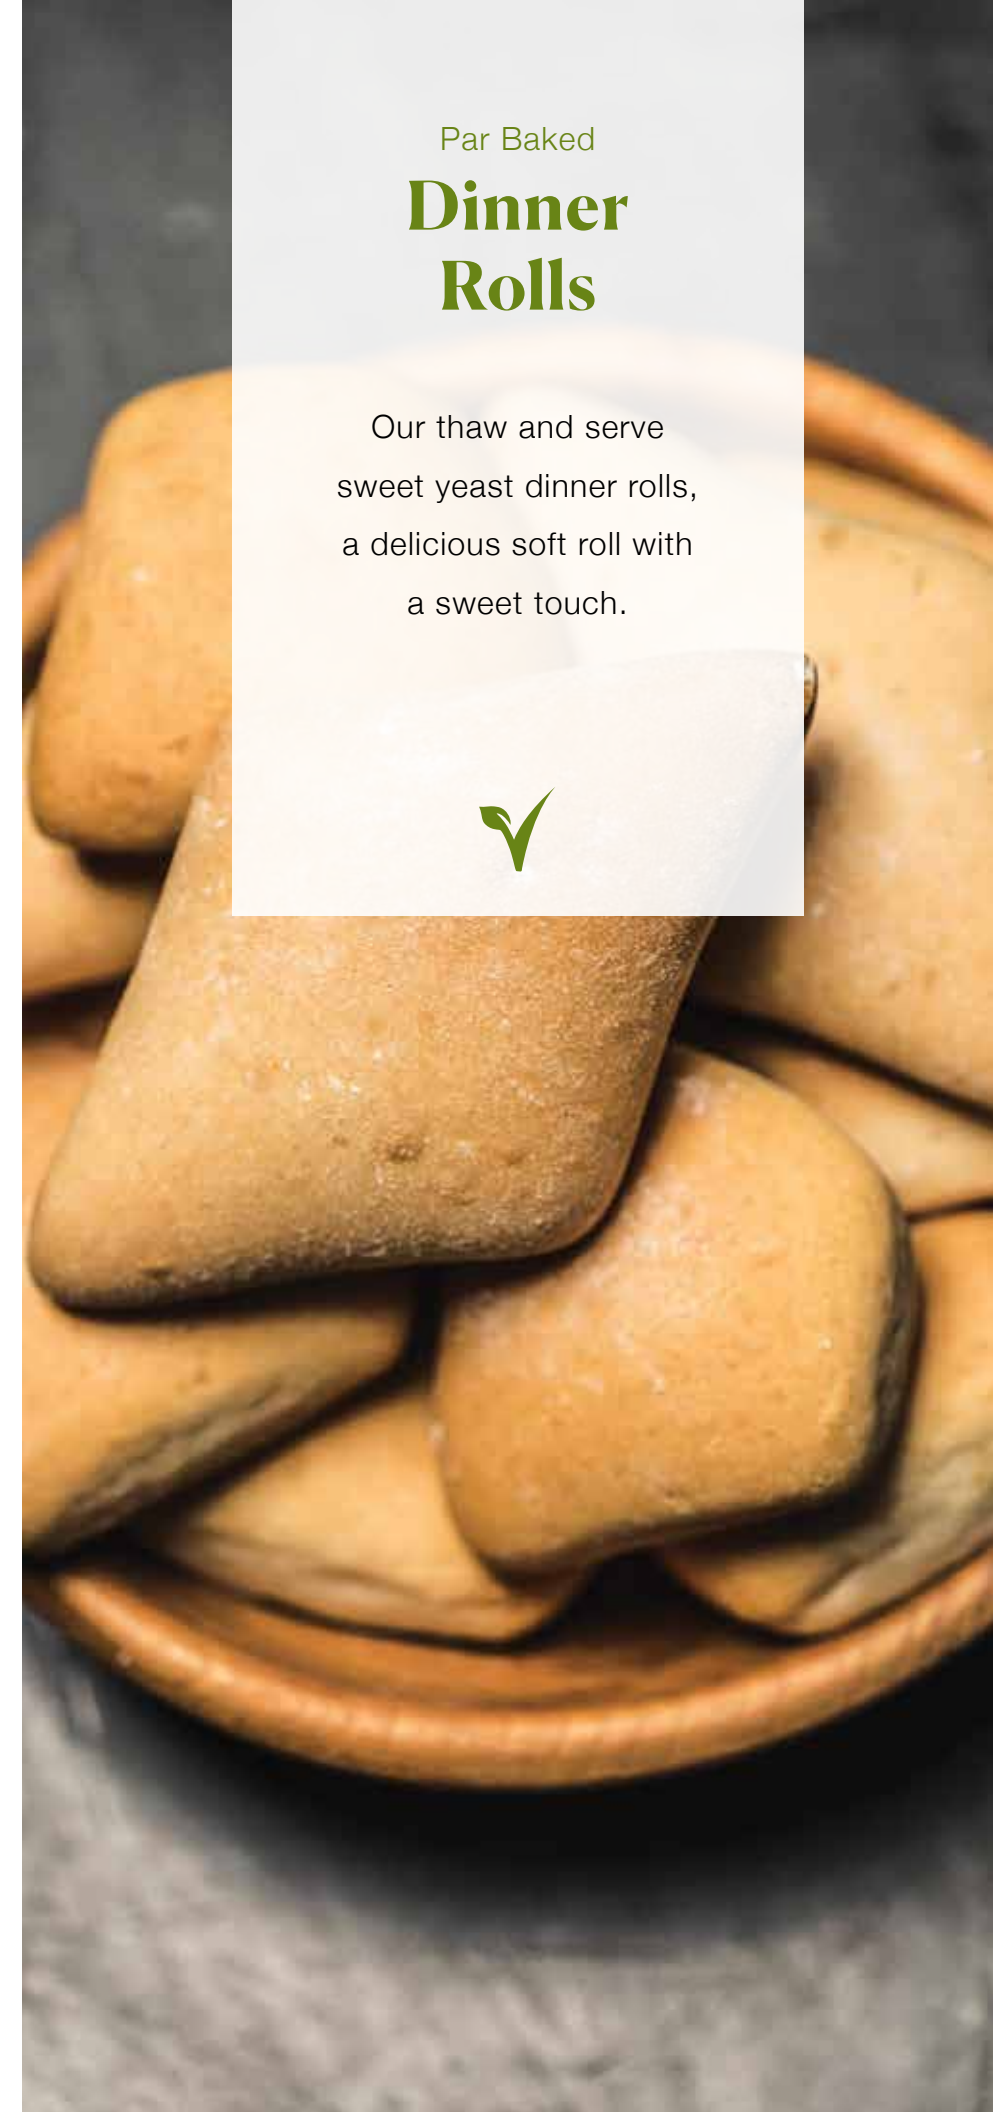 Par Baked
Dinner
Rolls
Our thaw and serve
sweet yeast dinner rolls,
a delicious soft roll with
a sweet touch.